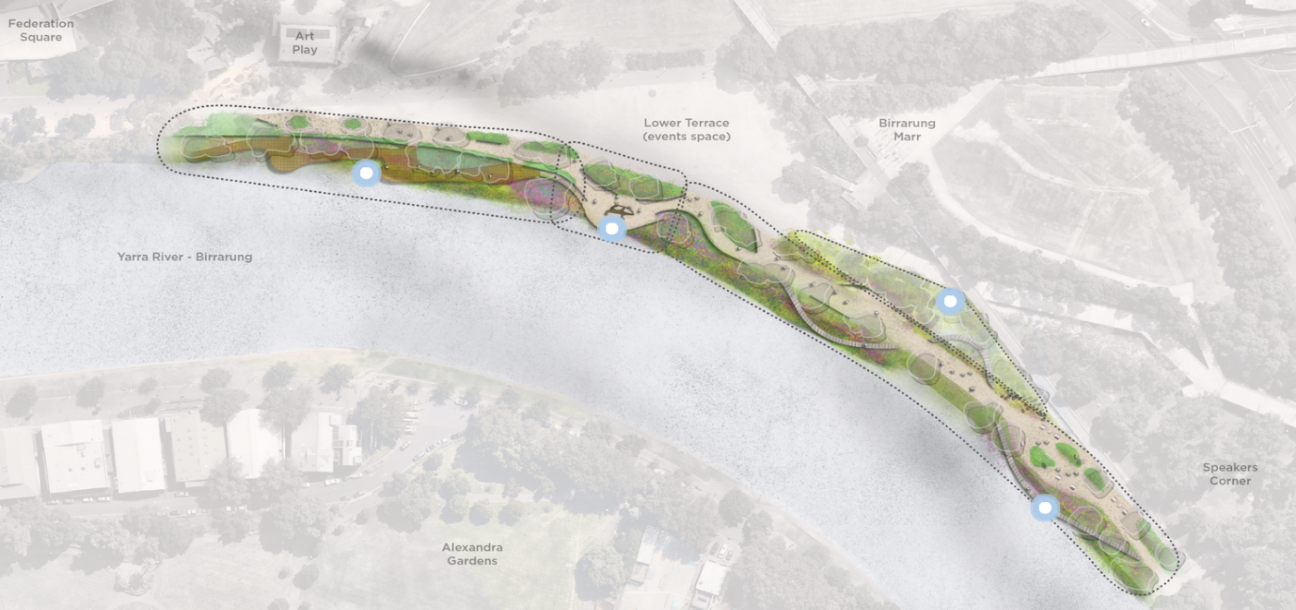 Federation
Square
Art
Play
Lower Terrace
(events space)
Birrarung
Marr
Yarra River - Birrarung
Speakers
Corner
Alexandra
Gardens